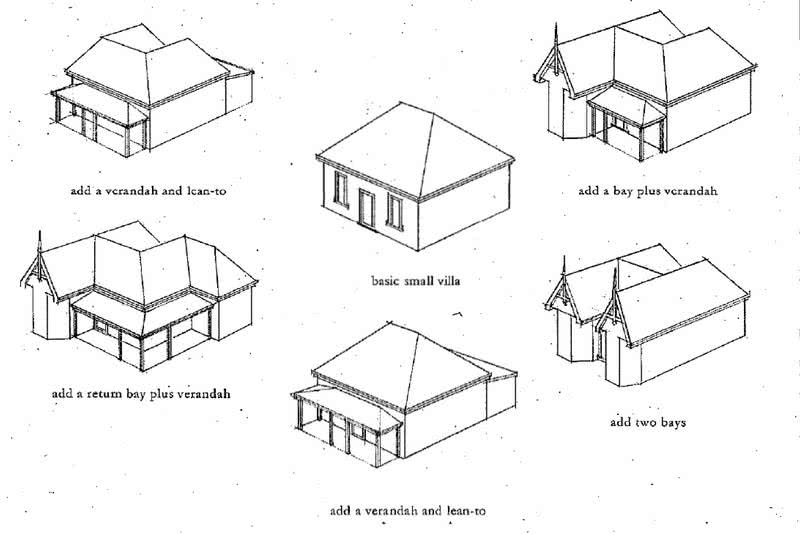 add a verandah and lean-to
add a bay plus verandah
basic small villa
add a return bay plus verandah
add two bays
add a verandah and lean-to